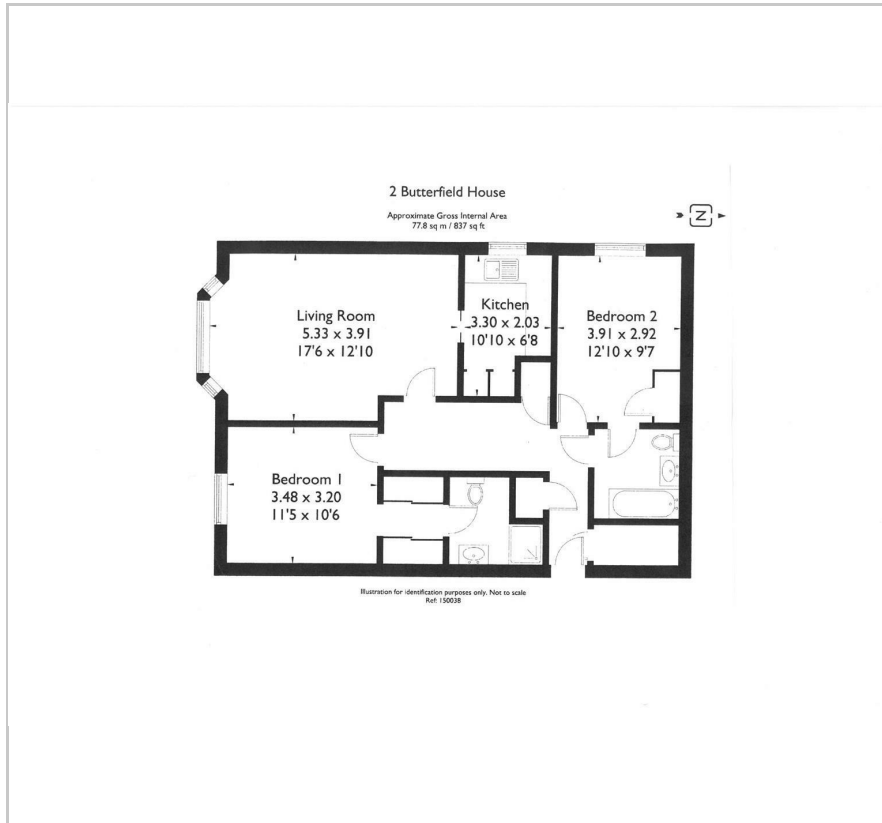 2 Butterfield House
Approximate Gross Internal Area
77.8 sq m / 837 sq ft
N
Living Room
5.33 x 3.91
17'6 x 12'10
Kitchen
3.30 x 2.03
10'10 x 6'8
Bedroom 2
3.91 x 2.92
12'10 x 9'7
Bedroom 1
3.48 x 3.20
11'5 x 10'6
Illustration for identification purposes only. Not to scale
Ref: 150038